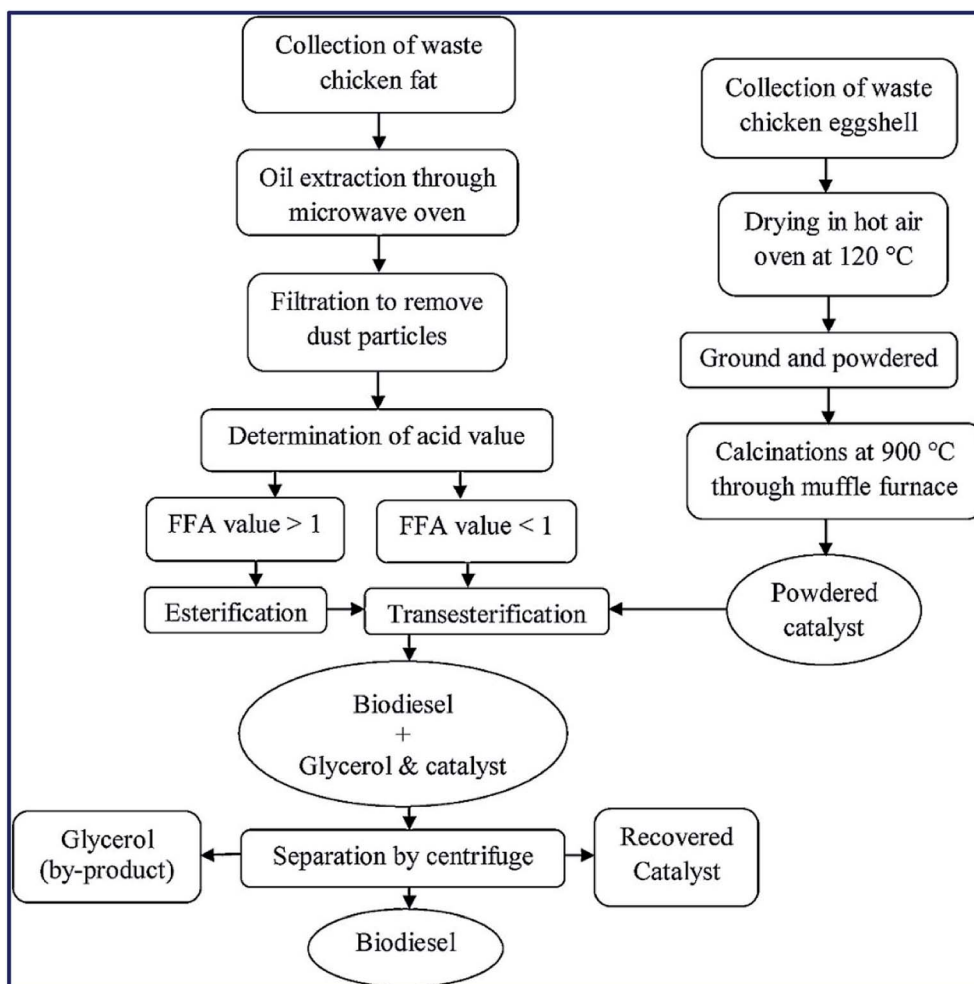 Collection of waste
chicken fat
Oil extraction through
microwave oven
Filtration to remove
dust particles
Determination of acid value
FFA value > 1
FFA value < 1
Esterification
Transesterification
Collection of waste
chicken eggshell
Drying in hot air
oven at 120 °C
Ground and powdered
Calcinations at 900 °C
through muffle furnace
Powdered
catalyst
Biodiesel
+
Glycerol & catalyst
Glycerol
(by-product)
Separation by centrifuge
Recovered
Catalyst
Biodiesel